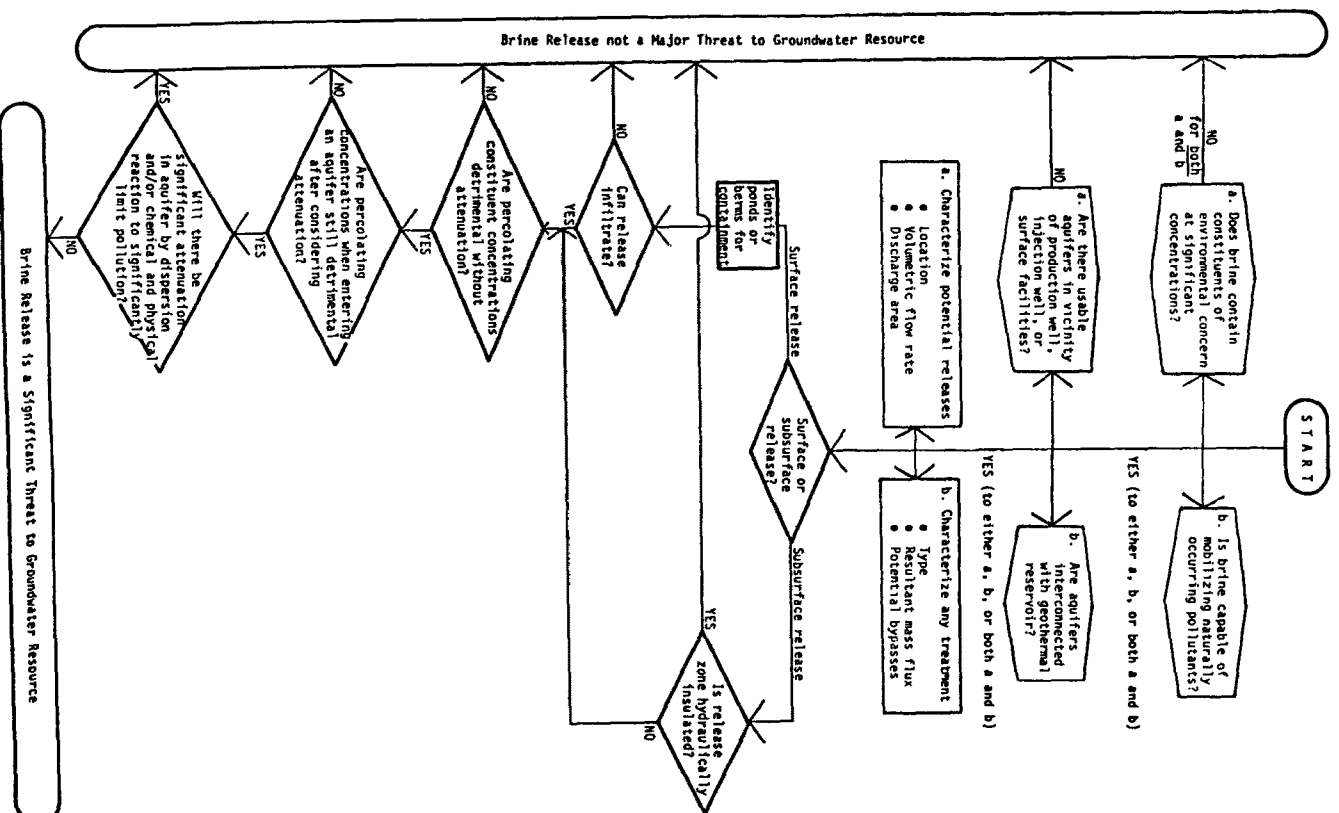 START
a. Does brine contain
constituents of
environmental concern
at significant
concentrations?
b. Is brine capable of
mobilizing naturally
occurring pollutants?
NO
for both
a and b
YES (to either a, b, or both a and b)
a. Are there usable
aquifers in vicinity
of production well,
injection well, or
surface facilities?
b. Are aquifers
interconnected
with geothermal
reservoir?
NO
YES (to either a, b, or both a and b)
a. Characterize potential releases
• Location
• Volumetric flow rate
• Discharge area
b. Characterize any treatment
• Type
• Resultant mass flux
• Potential bypasses
Surface or
subsurface
release?
Surface release
Subsurface release
Identify
ponds or
berms for
containment
Is release
zone hydraulically
insulated?
YES
NO
Can release
infiltrate?
NO
YES
Are percolating
constituent concentrations
detrimental without
attenuation?
NO
YES
Are percolating
concentrations when entering
an aquifer still detrimental
after considering
attenuation?
NO
YES
Will there be
significant attenuation
in aquifer by dispersion
and/or chemical and physical
reaction to significantly
limit pollution?
YES
NO
Brine Release not a Major Threat to Groundwater Resource
Brine Release is a Significant Threat to Groundwater Resource